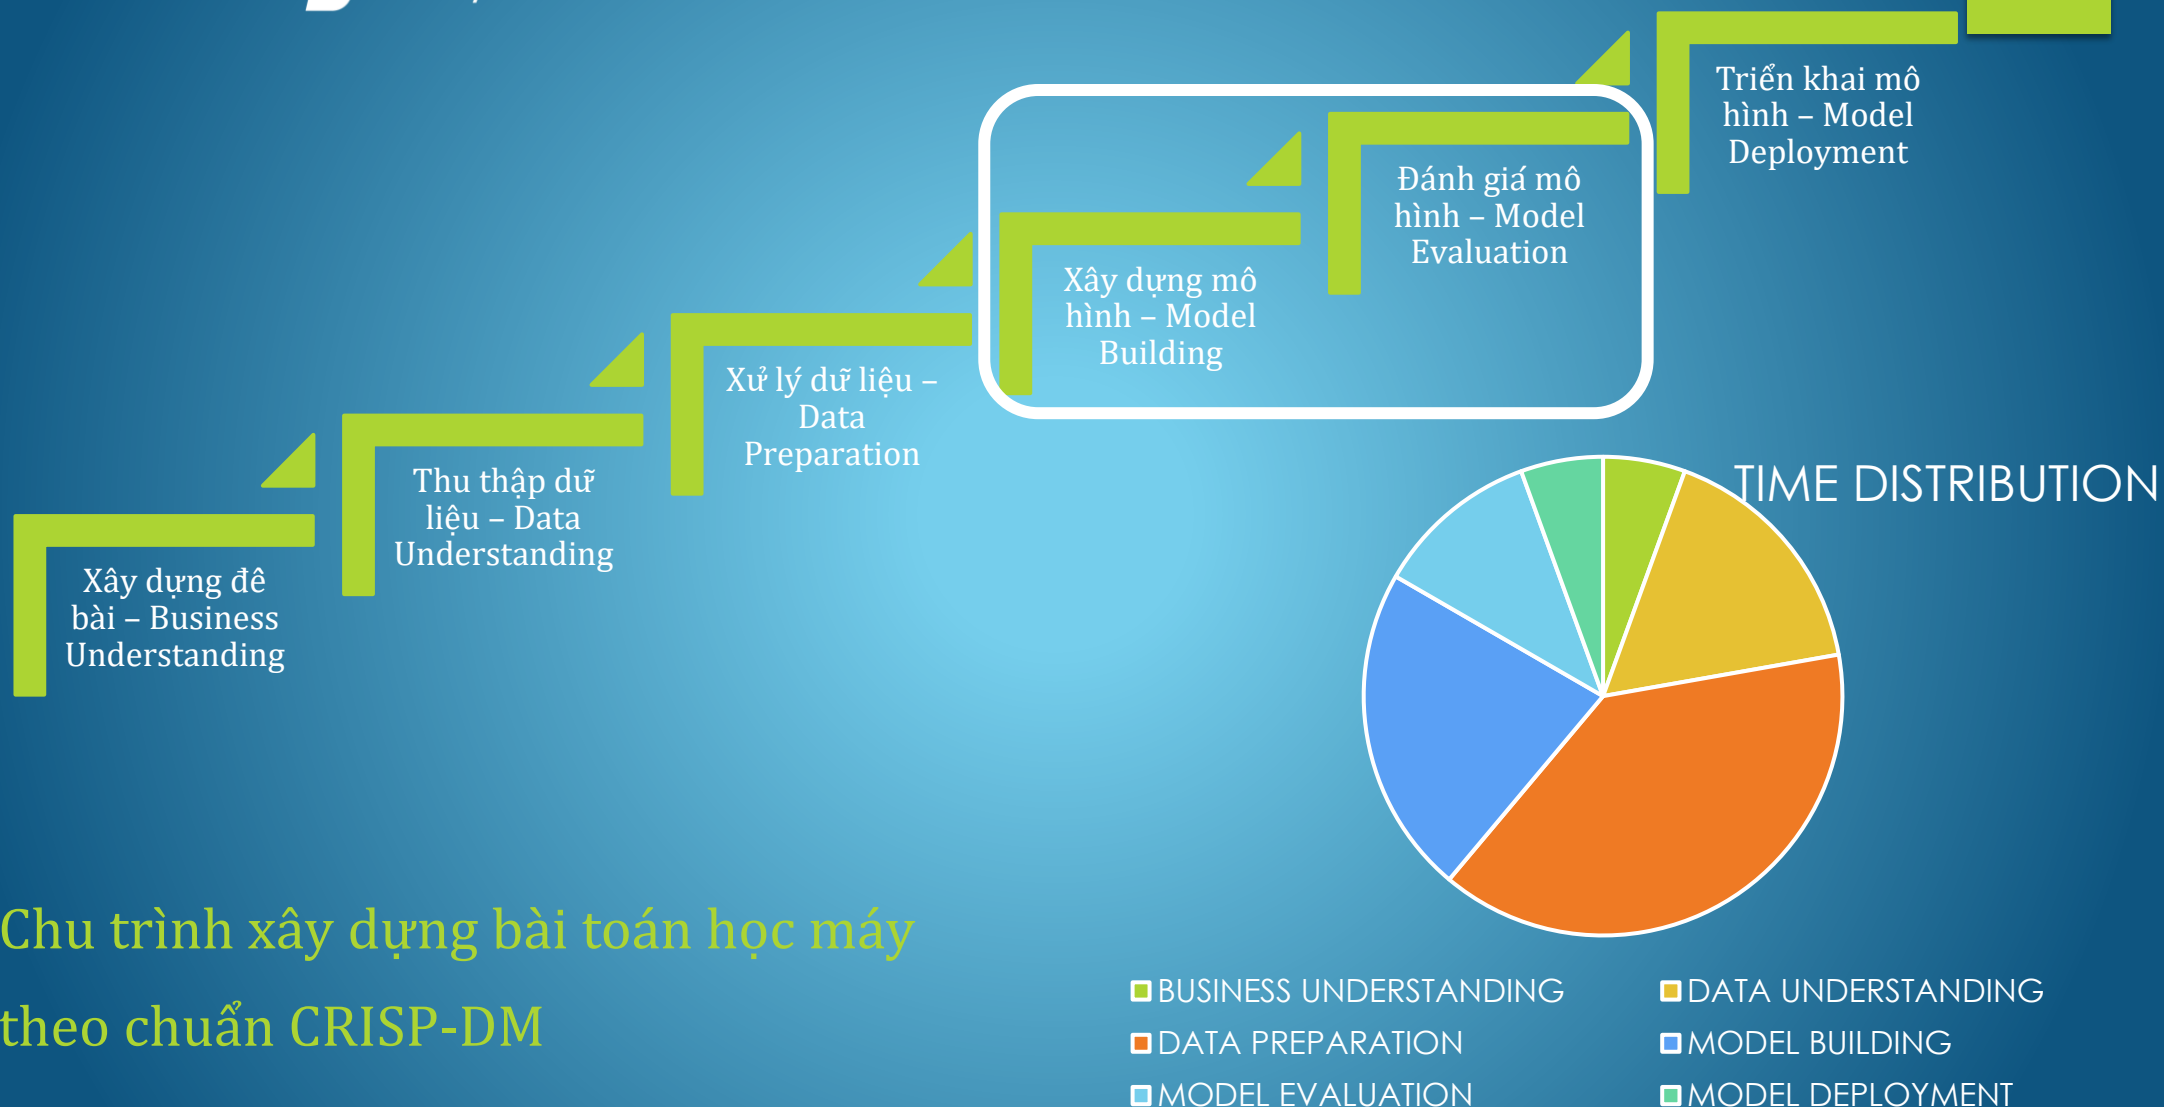 Triển khai mô
hình – Model
Deployment
Đánh giá mô
hình – Model
Evaluation
Xây dựng mô
hình – Model
Building
Xử lý dữ liệu –
Data
Preparation
Thu thập dữ
liệu – Data
Understanding
Xây dựng đề
bài – Business
Understanding
TIME DISTRIBUTION
Chu trình xây dựng bài toán học máy
theo chuẩn CRISP-DM
BUSINESS UNDERSTANDING
DATA UNDERSTANDING
DATA PREPARATION
MODEL BUILDING
MODEL EVALUATION
MODEL DEPLOYMENT